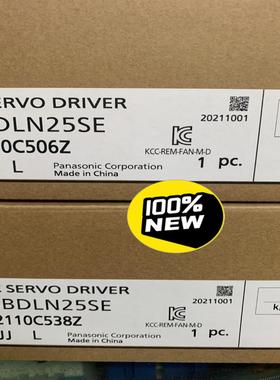 SERVO DRIVER
DLN25SE
0C506Z
L
20211001
KCC-REM-FAN-M-D
Panasonic Corporation
Made in China
1 pc.
100%
NEW
SERVO DRIVER
BDLN25SE
2110C538Z
L
20211001
KCC-REM-FAN-M-D
Panasonic Corporation
Made in China
1 pc.